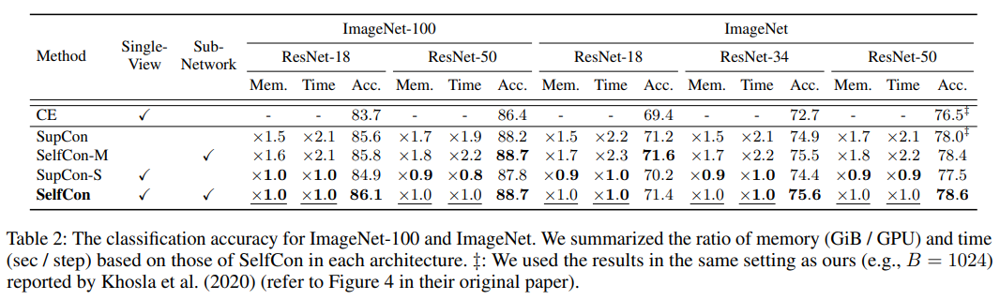 ImageNet-100 ImageNet
Method Single-View Sub-Network ResNet-18 ResNet-50 ResNet-18 ResNet-34 ResNet-50
Mem. Time Acc. Mem. Time Acc. Mem. Time Acc. Mem. Time Acc. Mem. Time Acc.
CE ✓ - - 83.7 - - 86.4 - - 69.4 - - 72.7 - - 76.5‡
SupCon ×1.5 ×2.1 85.6 ×1.7 ×1.9 88.2 ×1.5 ×2.2 71.2 ×1.5 ×2.1 74.9 ×1.7 ×2.1 78.0‡
SelfCon-M ✓ ×1.6 ×2.1 85.8 ×1.8 ×2.2 88.7 ×1.7 ×2.3 71.6 ×1.7 ×2.2 75.5 ×1.8 ×2.2 78.4
SupCon-S ✓ ×1.0 ×1.0 84.9 ×0.9 ×0.8 87.8 ×0.9 ×1.0 70.2 ×0.9 ×1.0 74.4 ×0.9 ×0.9 77.5
SelfCon ✓ ✓ ×1.0 ×1.0 86.1 ×1.0 ×1.0 88.7 ×1.0 ×1.0 71.4 ×1.0 ×1.0 75.6 ×1.0 ×1.0 78.6
Table 2: The classification accuracy for ImageNet-100 and ImageNet. We summarized the ratio of memory (GiB / GPU) and time
(sec / step) based on those of SelfCon in each architecture. ‡: We used the results in the same setting as ours (e.g., B = 1024)
reported by Khosla et al. (2020) (refer to Figure 4 in their original paper).